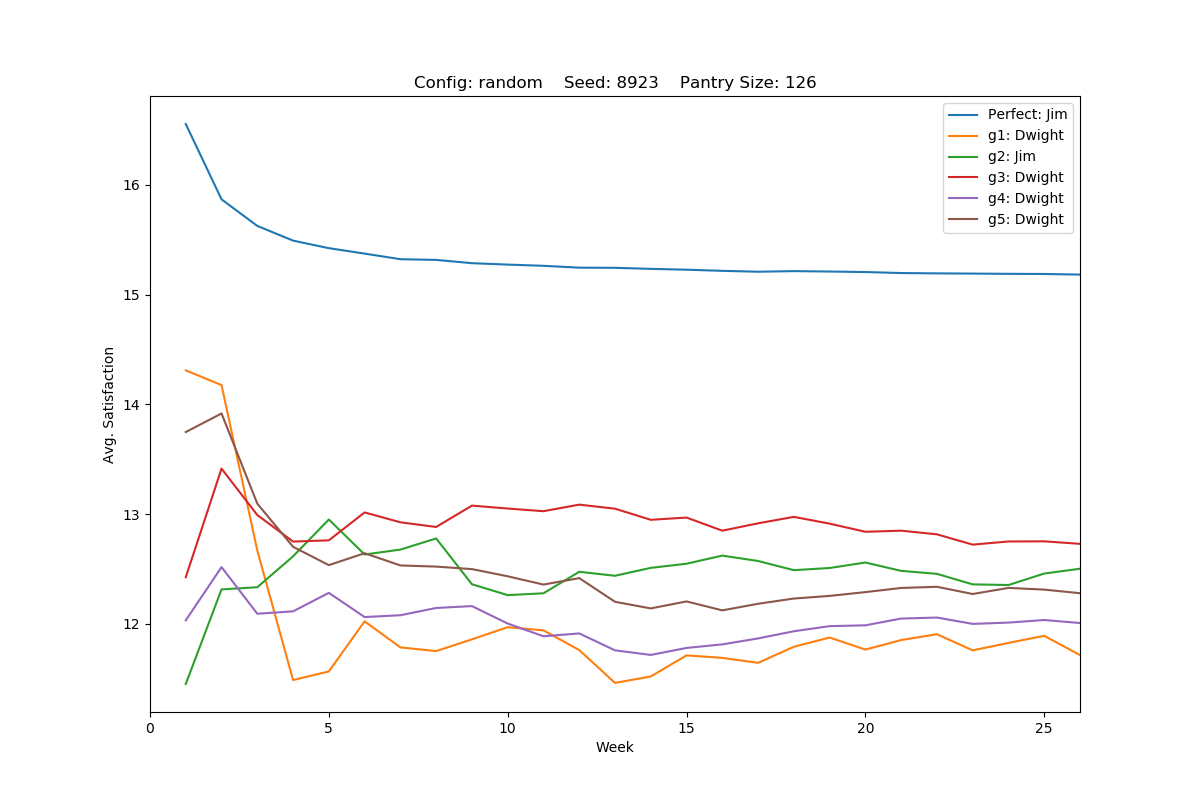 Config: random    Seed: 8923    Pantry Size: 126
Perfect: Jim
g1: Dwight
g2: Jim
g3: Dwight
g4: Dwight
g5: Dwight
16
15
14
13
12
Avg. Satisfaction
0 5 10 15 20 25
Week